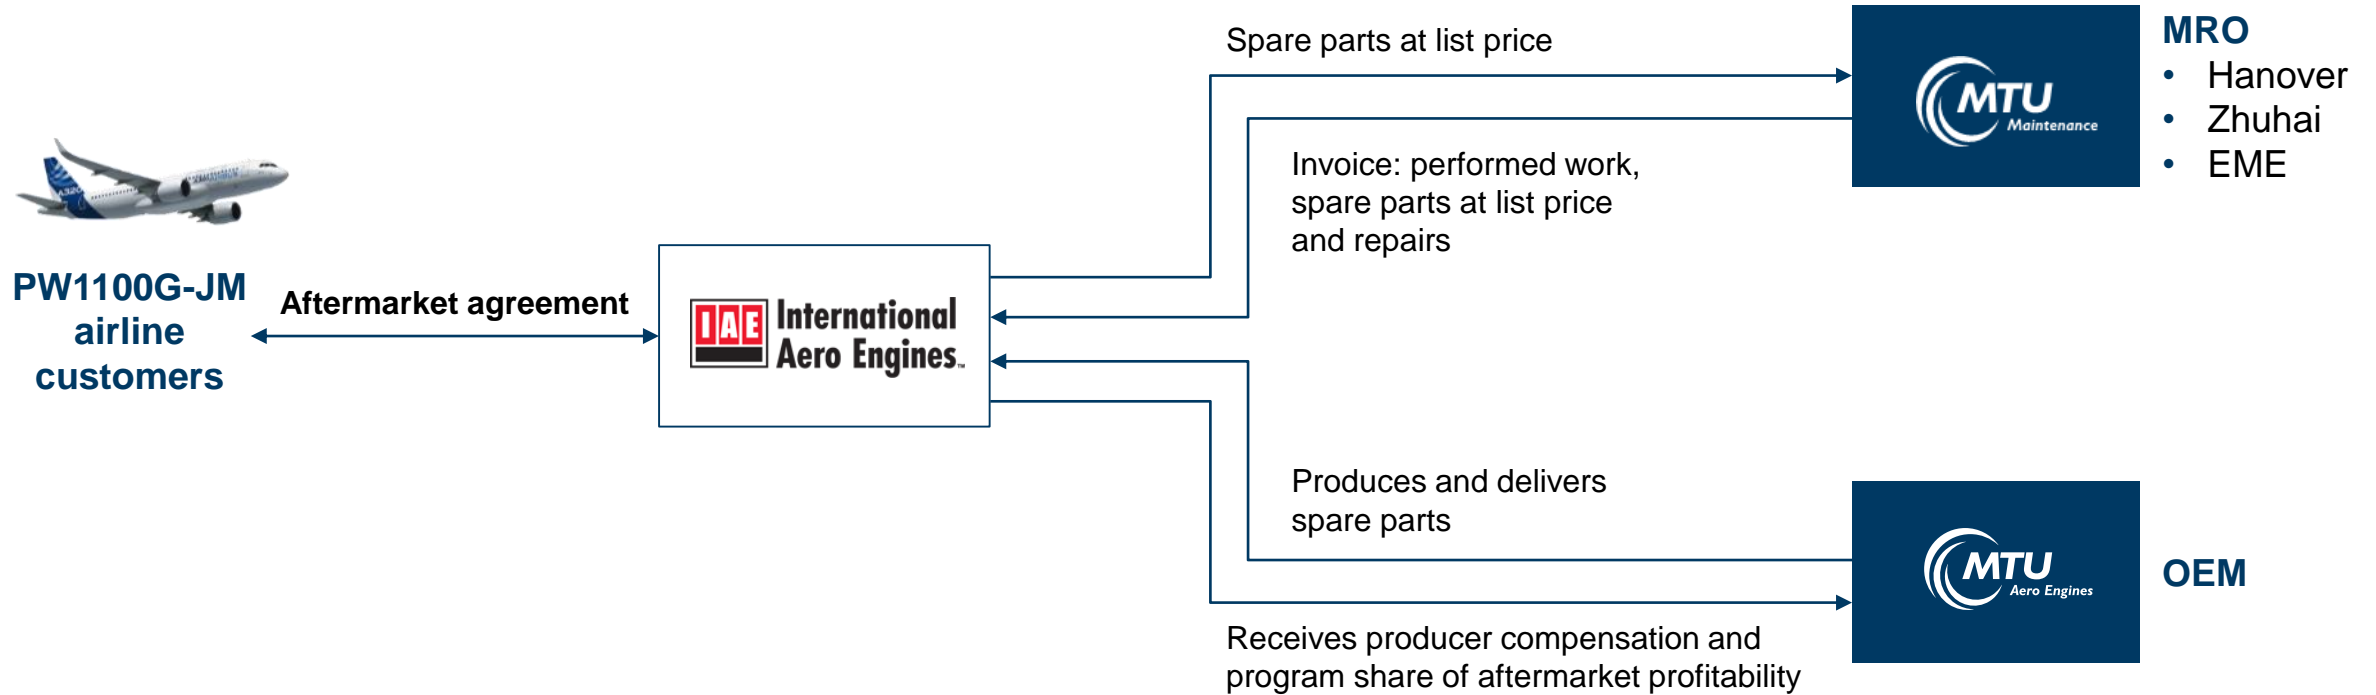 Spare parts at list price
MTU
Maintenance
MRO
• Hanover
• Zhuhai
• EME
Invoice: performed work,
spare parts at list price
and repairs
A320
PW1100G-JM
airline
customers
Aftermarket agreement
IAE
International
Aero Engines™
Produces and delivers
spare parts
MTU
Aero Engines
OEM
Receives producer compensation and
program share of aftermarket profitability